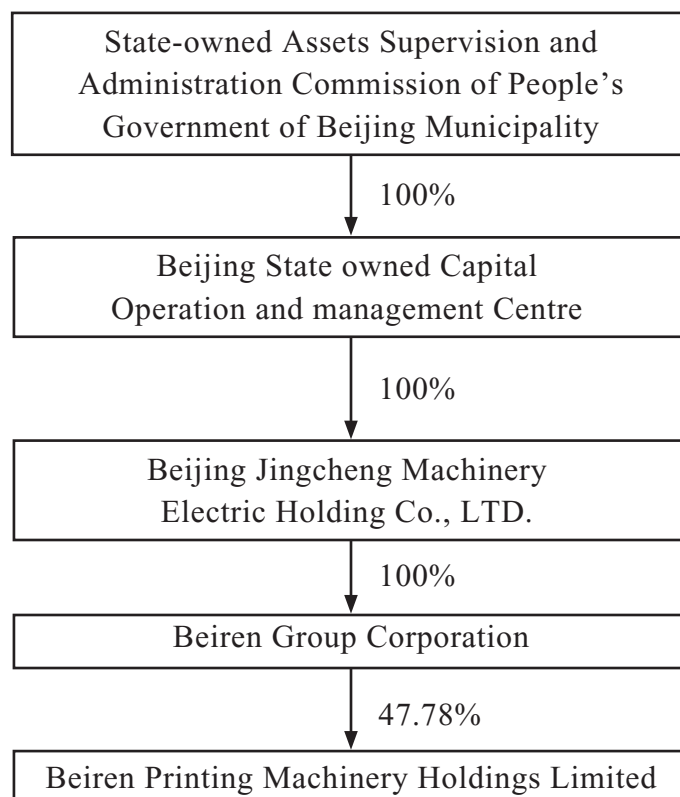 State-owned Assets Supervision and
Administration Commission of People’s
Government of Beijing Municipality
100%
Beijing State owned Capital
Operation and management Centre
100%
Beijing Jingcheng Machinery
Electric Holding Co., LTD.
100%
Beiren Group Corporation
47.78%
Beiren Printing Machinery Holdings Limited